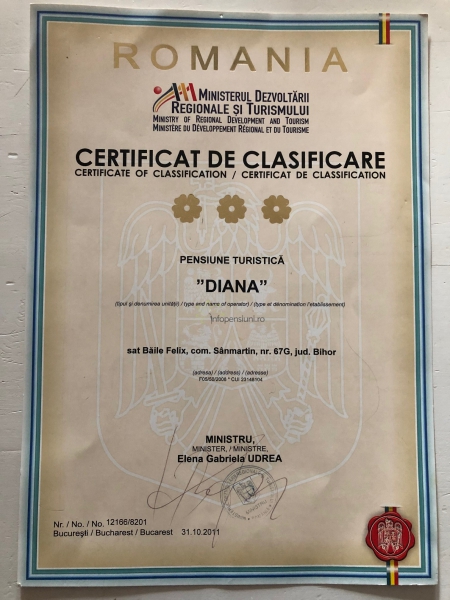 ROMANIA
MINISTERUL DEZVOLTĂRII
REGIONALE ȘI TURISMULUI
MINISTRY OF REGIONAL DEVELOPMENT AND TOURISM
MINISTÈRE DU DÉVELOPPEMENT RÉGIONAL ET DU TOURISME
CERTIFICAT DE CLASIFICARE
CERTIFICATE OF CLASSIFICATION / CERTIFICAT DE CLASSIFICATION
PENSIUNE TURISTICĂ
"DIANA"
(tipul și denumirea unității) / type and name of operator) / (type et dénomination l'etablissement)
infopensiuni.ro
sat Băile Felix, com. Sânmartin, nr. 67G, jud. Bihor
(adresa) / (address) / (adresse)
MINISTRU,
MINISTER, / MINISTRE,
Elena Gabriela UDREA
Nr. / No. / No. 12166/8201
București / Bucharest / Bucarest 31.10.2011